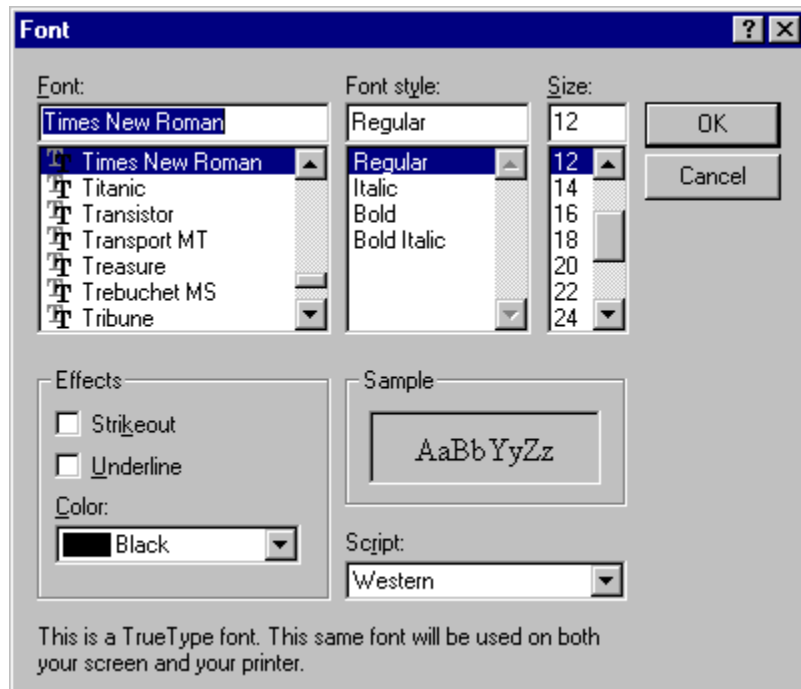 Font
Font:
Times New Roman
Times New Roman
Titanic
Transistor
Transport MT
Treasure
Trebuchet MS
Tribune
Font style:
Regular
Regular
Italic
Bold
Bold Italic
Size:
12
12
14
16
18
20
22
24
OK
Cancel
Effects
Strikeout
Underline
Color:
Black
Sample
AaBbYyZz
Script:
Western
This is a TrueType font. This same font will be used on both
your screen and your printer.